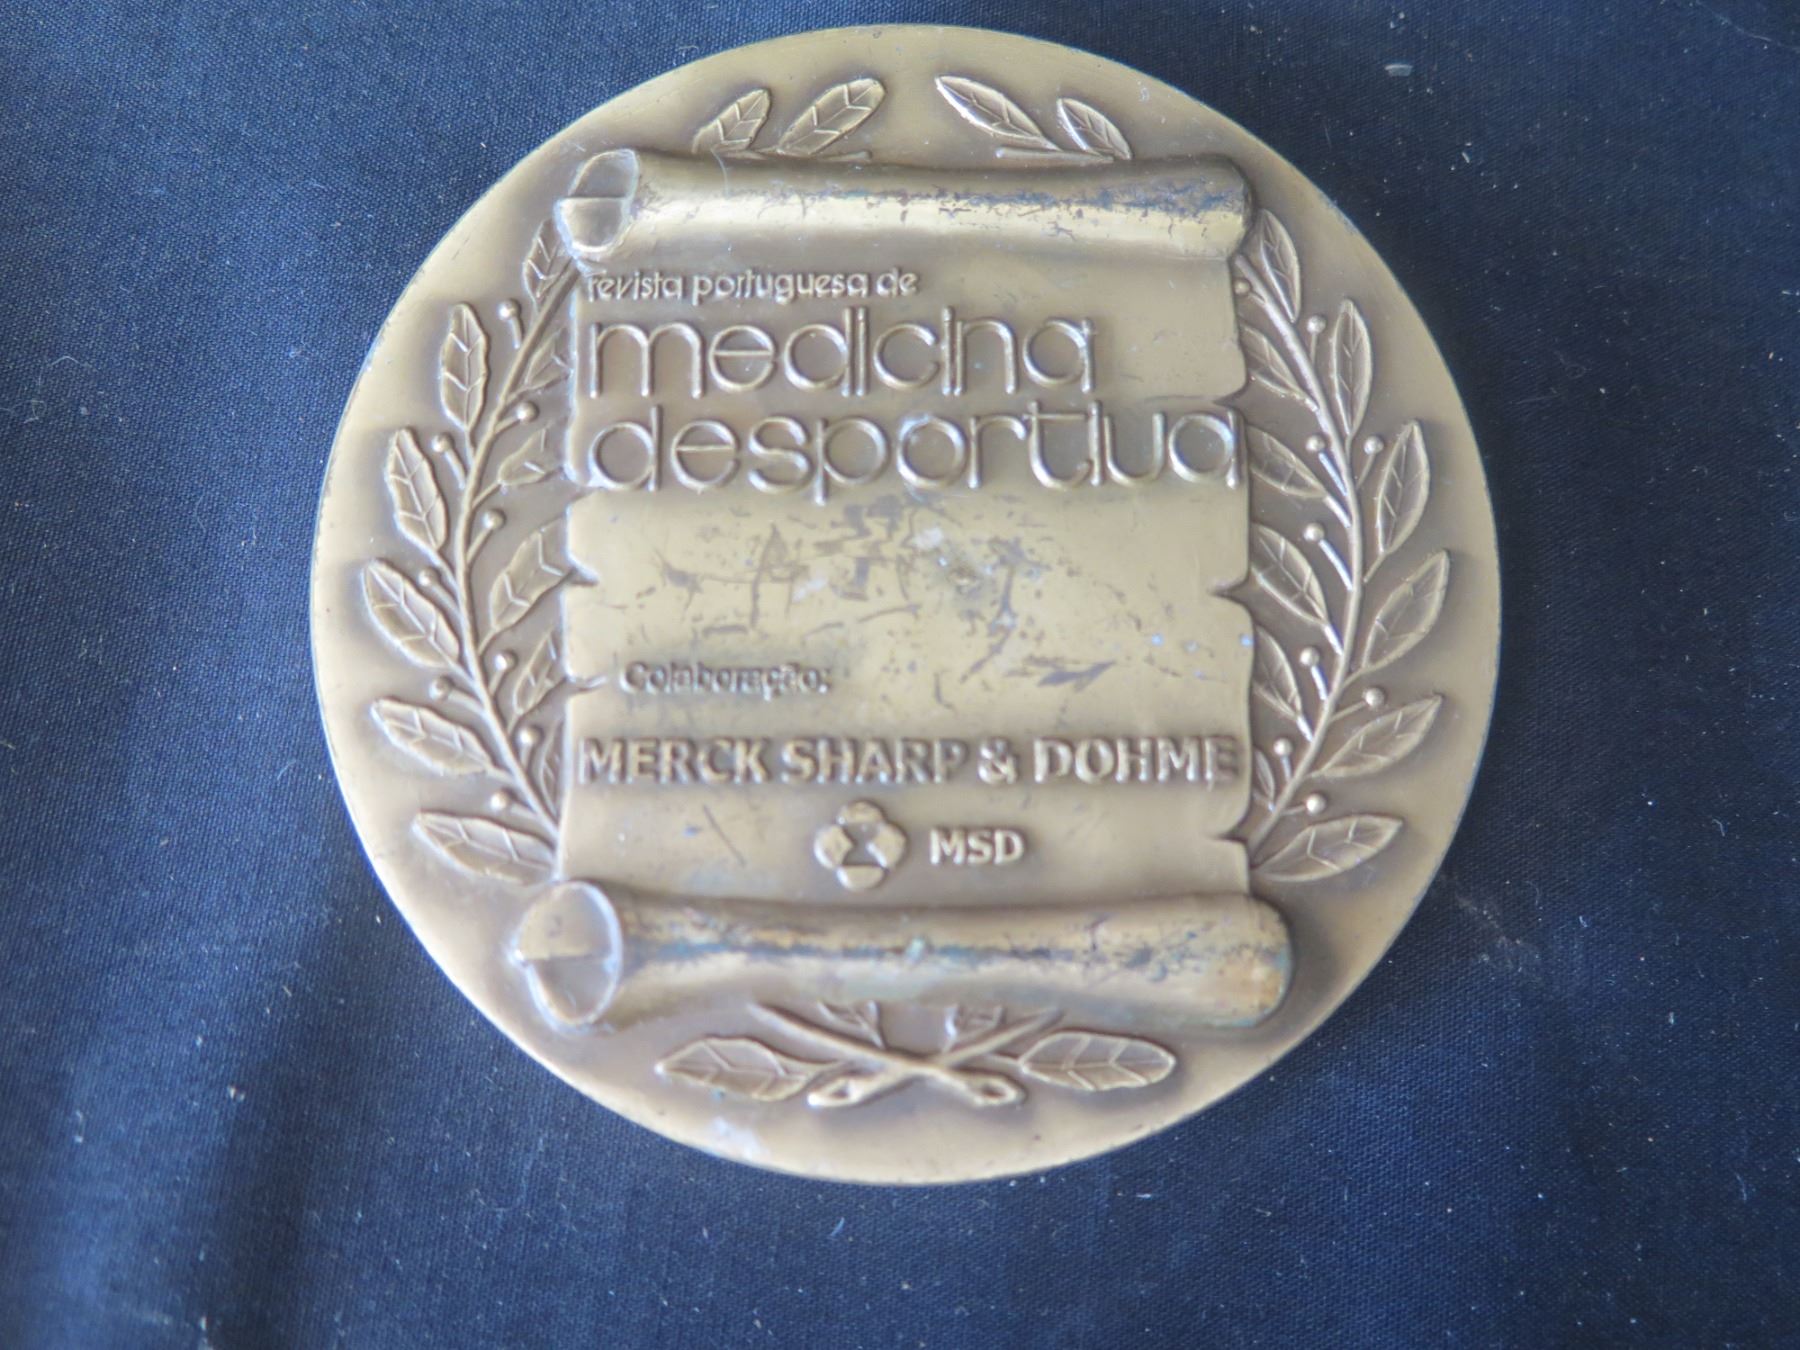 revista portuguesa de
medicina
desportiva
Colaboração:
MERCK SHARP & DOHME
MSD